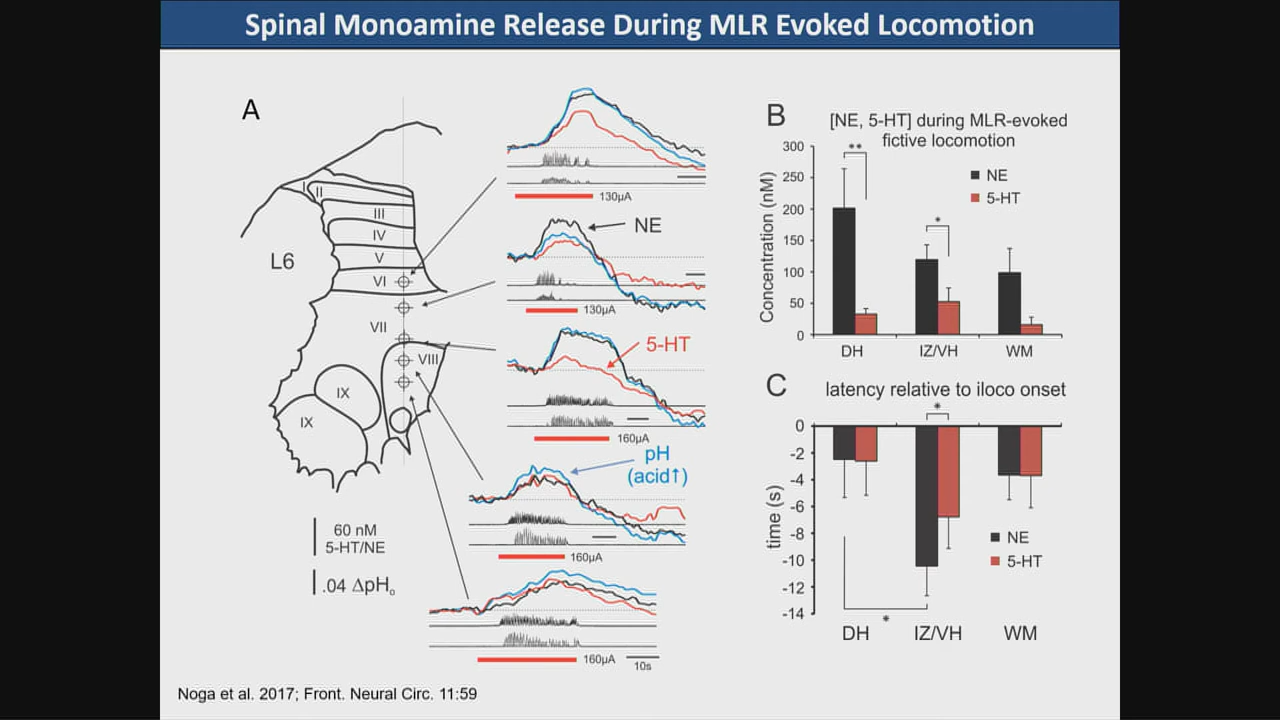 Spinal Monoamine Release During MLR Evoked Locomotion
A
I
II
III
IV
V
VI
VII
VIII
IX
IX
L6
60 nM
5-HT/NE
.04 ΔpHo
130µA
NE
130µA
5-HT
160µA
pH
(acid↑)
160µA
160µA
10s
B
[NE, 5-HT] during MLR-evoked
fictive locomotion
Concentration (nM)
300
250
200
150
100
50
0
**
*
NE
5-HT
DH IZ/VH WM
C
latency relative to iloco onset
time (s)
0
-2
-4
-6
-8
-10
-12
-14
*
*
NE
5-HT
DH IZ/VH WM
Noga et al. 2017; Front. Neural Circ. 11:59